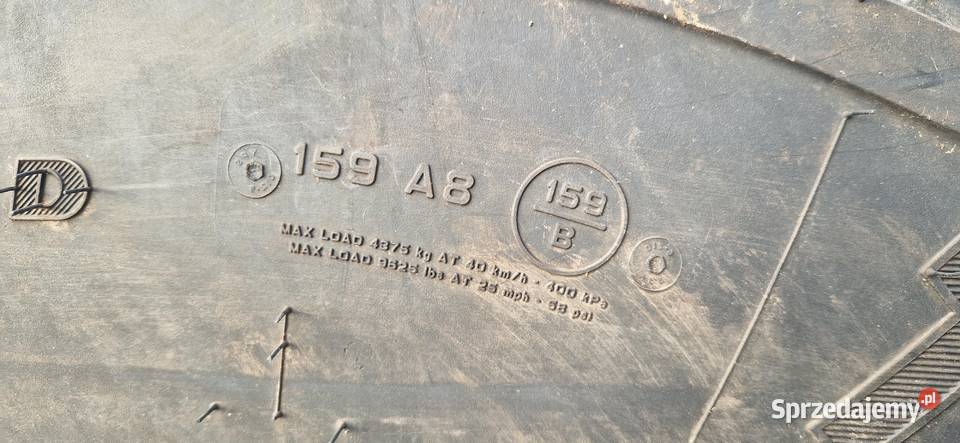 D
159 A8
159
B
MAX LOAD 4375 kg AT 40 km/h - 400 kPa
MAX LOAD 9625 lbs AT 25 mph - 58 psi
Sprzedajemy.pl